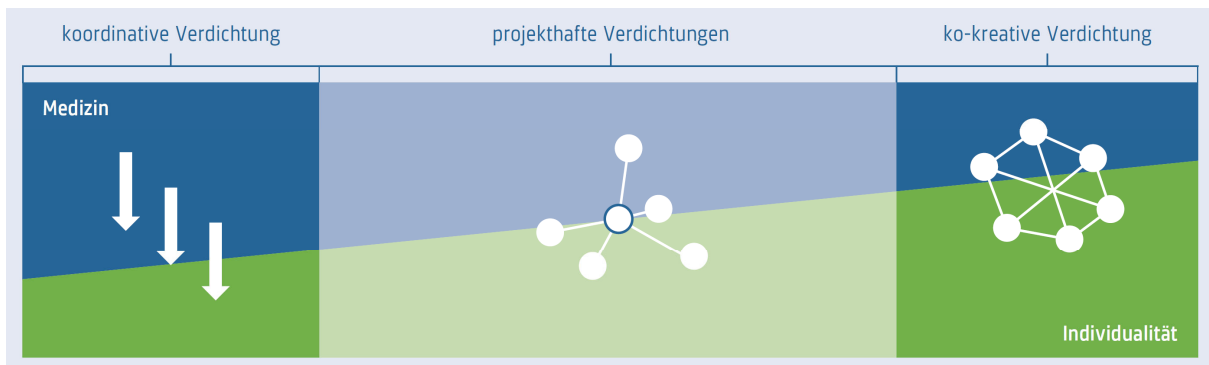 koordinative Verdichtung
projekthafte Verdichtungen
ko-kreative Verdichtung
Medizin
Individualität